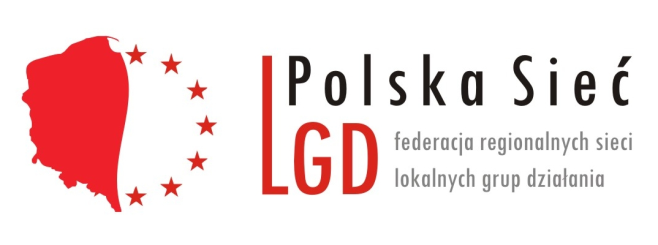 Polska Sieć
LGD
federacja regionalnych sieci
lokalnych grup działania